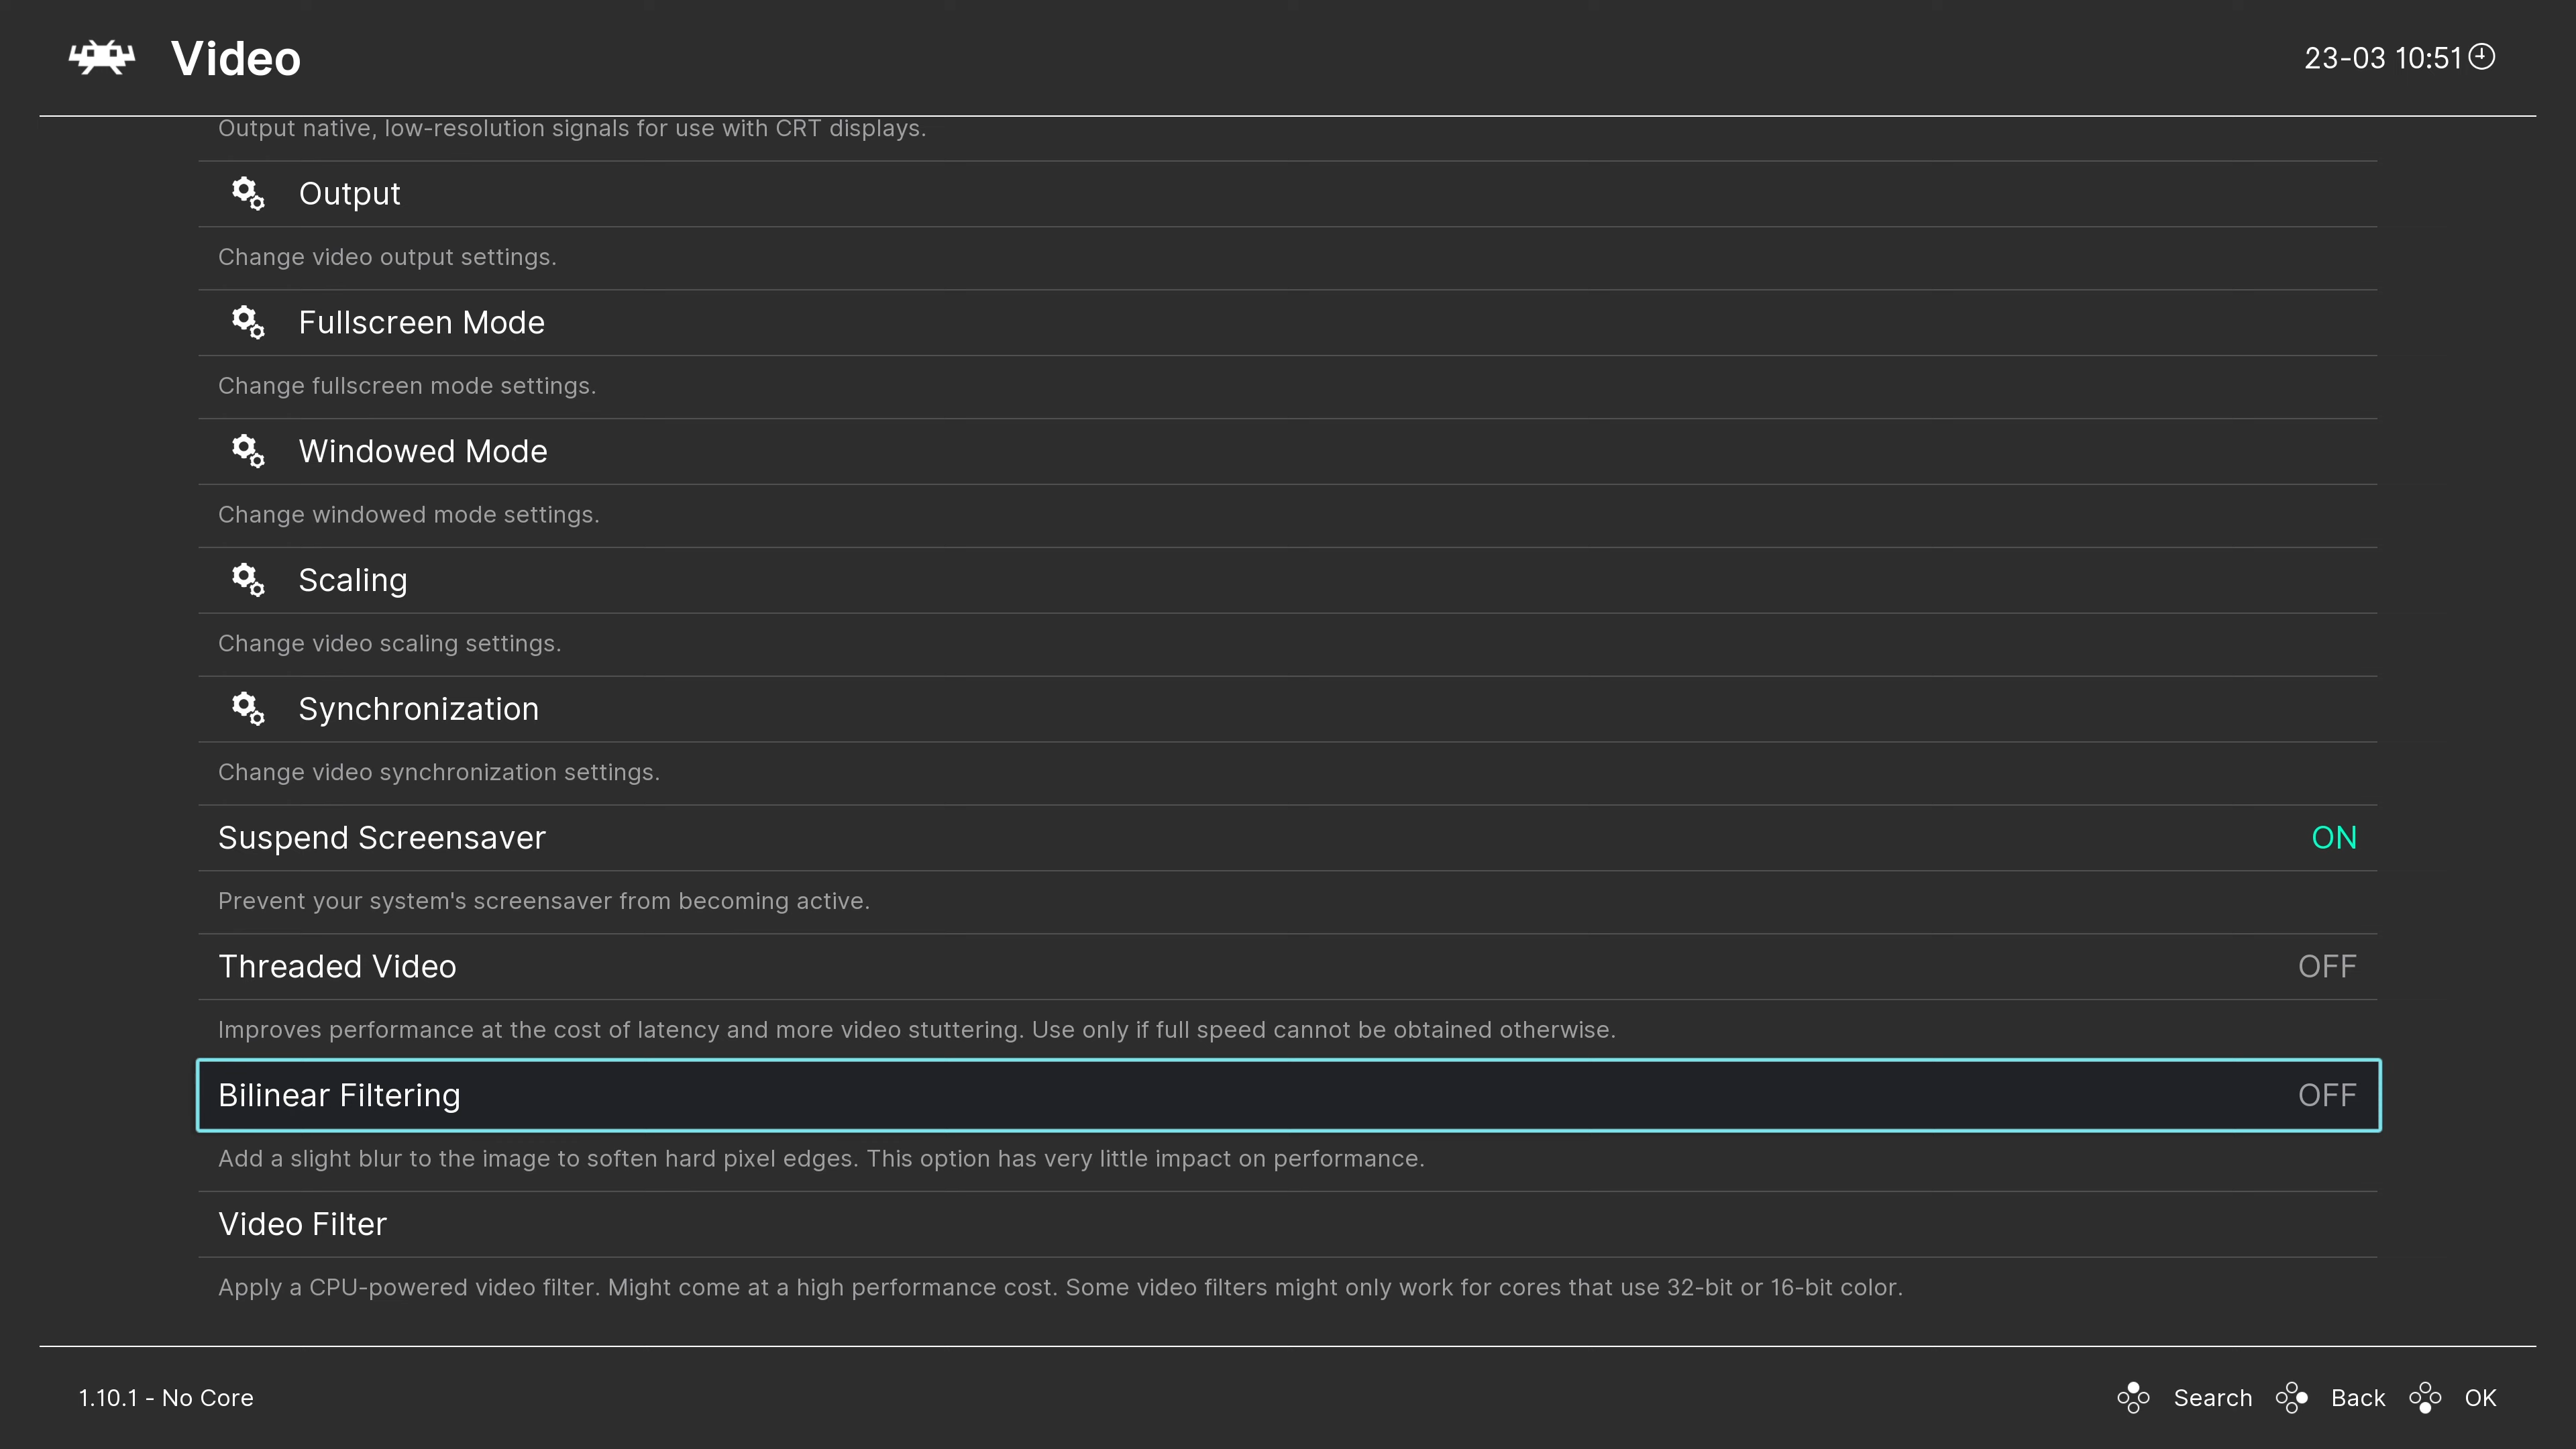 Video
23-03 10:51
Output native, low-resolution signals for use with CRT displays.
Output
Change video output settings.
Fullscreen Mode
Change fullscreen mode settings.
Windowed Mode
Change windowed mode settings.
Scaling
Change video scaling settings.
Synchronization
Change video synchronization settings.
Suspend Screensaver ON
Prevent your system's screensaver from becoming active.
Threaded Video OFF
Improves performance at the cost of latency and more video stuttering. Use only if full speed cannot be obtained otherwise.
Bilinear Filtering OFF
Add a slight blur to the image to soften hard pixel edges. This option has very little impact on performance.
Video Filter
Apply a CPU-powered video filter. Might come at a high performance cost. Some video filters might only work for cores that use 32-bit or 16-bit color.
1.10.1 - No Core
Search Back OK